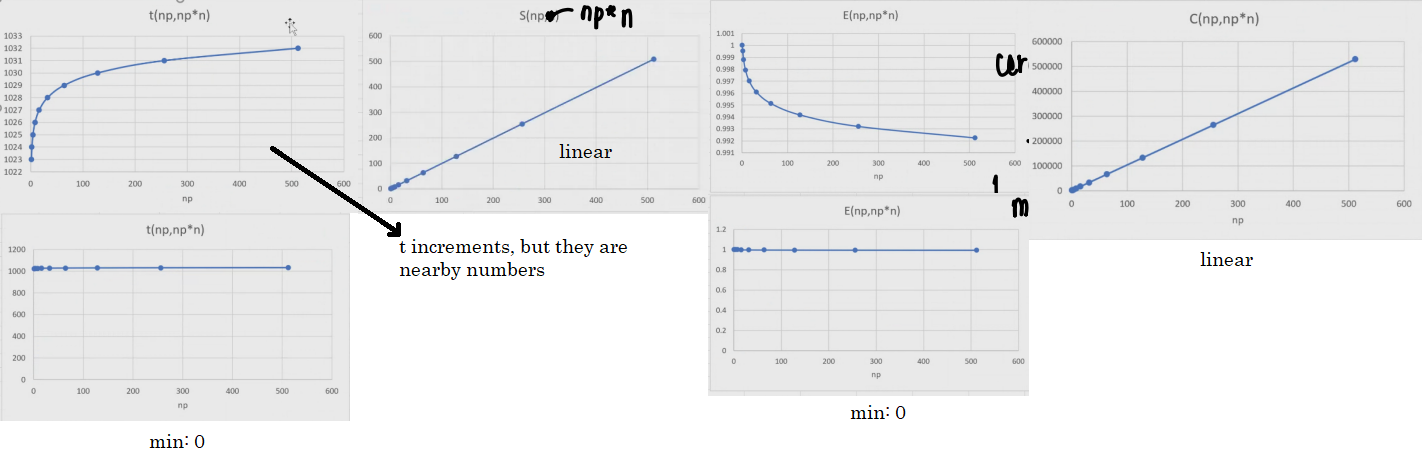 t(np,np*n)
1033
1032
1031
1030
1029
1028
1027
1026
1025
1024
1023
1022
0 100 200 300 400 500 600
np
S(np, np*n
600
500
400
300
200
100
0
0 100 200 300 400 500 600
linear
E(np,np*n)
1.001
1
0.999
0.998
0.997
0.996
0.995
0.994
0.993
0.992
0.991
0 100 200 300 400 500 600
np
C(np,np*n)
600000
500000
400000
300000
200000
100000
0
0 100 200 300 400 500 600
np
linear
t increments, but they are
nearby numbers
t(np,np*n)
1200
1000
800
600
400
200
0
0 100 200 300 400 500 600
np
min: 0
E(np,np*n)
1.2
1
0.8
0.6
0.4
0.2
0
0 100 200 300 400 500 600
np
min: 0